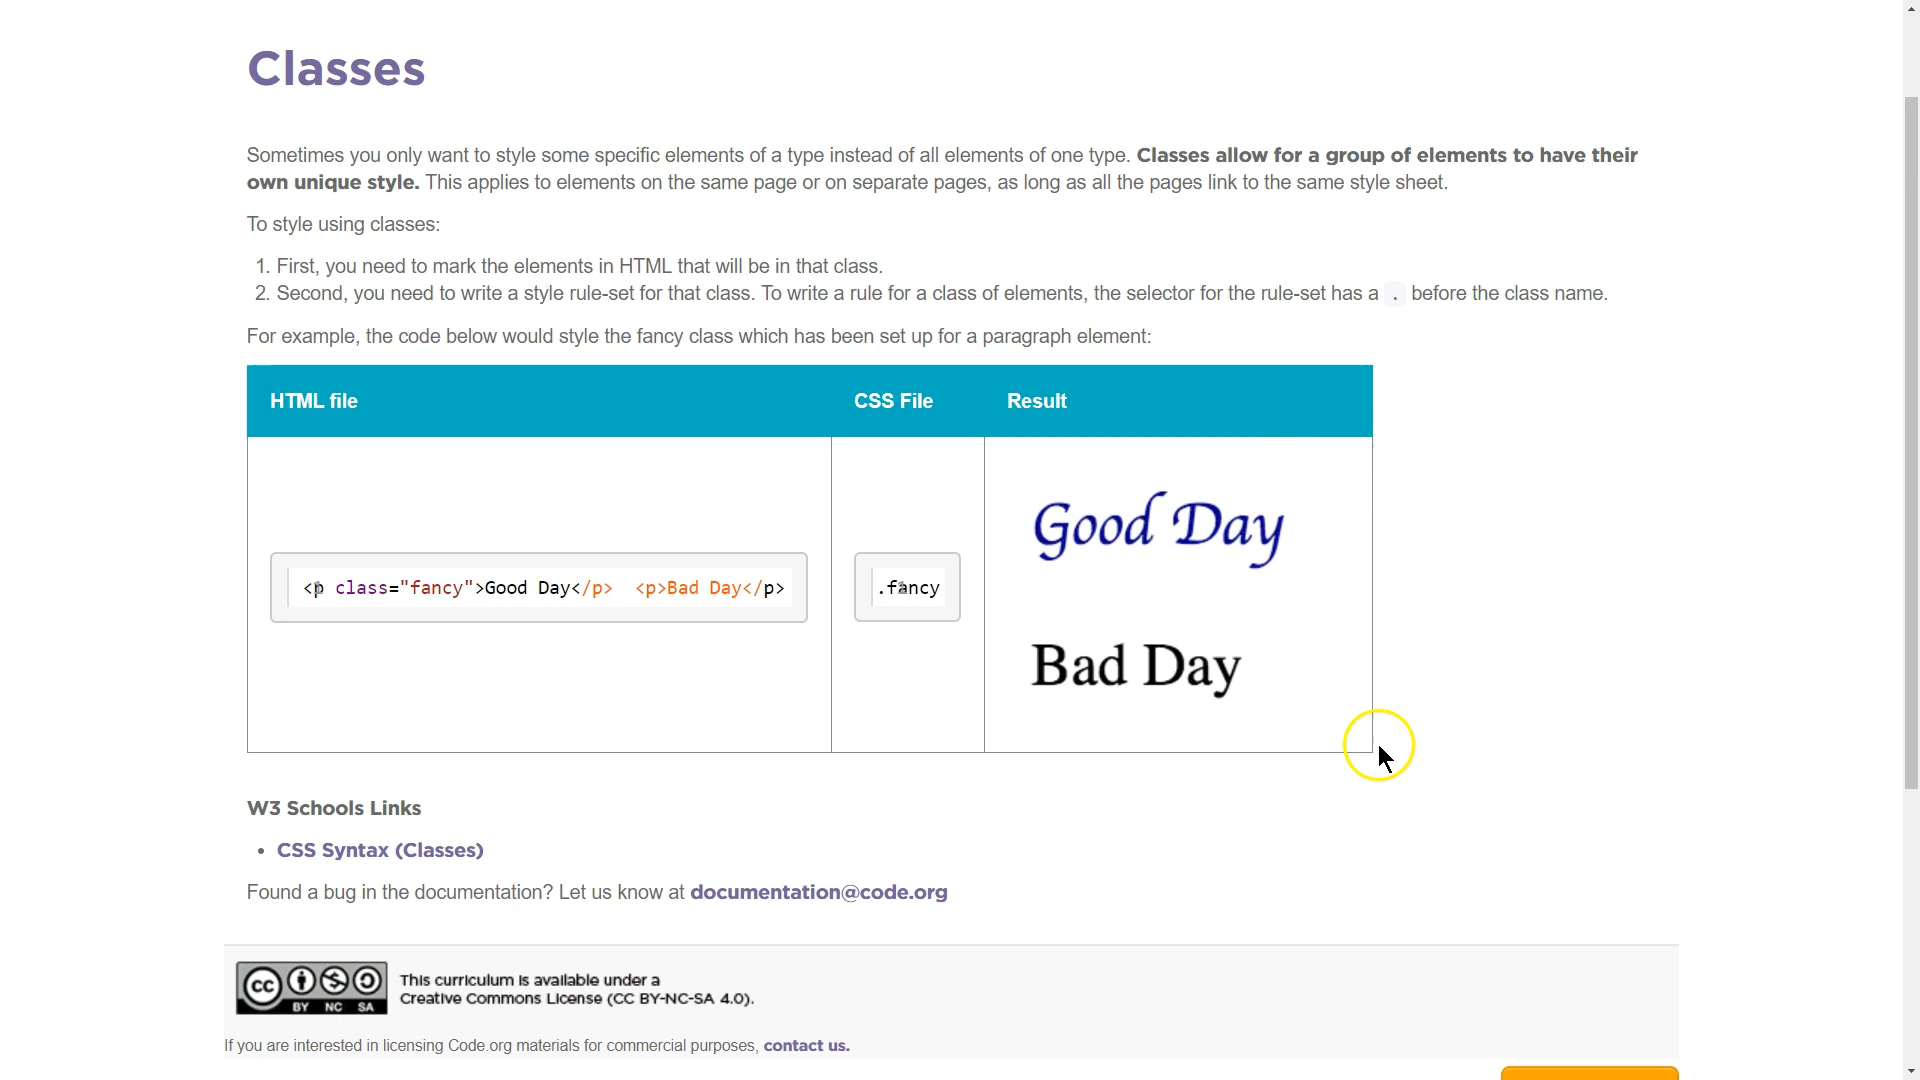 Classes
Sometimes you only want to style some specific elements of a type instead of all elements of one type. Classes allow for a group of elements to have their
own unique style. This applies to elements on the same page or on separate pages, as long as all the pages link to the same style sheet.
To style using classes:
1. First, you need to mark the elements in HTML that will be in that class.
2. Second, you need to write a style rule-set for that class. To write a rule for a class of elements, the selector for the rule-set has a . before the class name.
For example, the code below would style the fancy class which has been set up for a paragraph element:
HTML file CSS File Result
<p class="fancy">Good Day</p> <p>Bad Day</p> .fancy
Good Day
Bad Day
W3 Schools Links
• CSS Syntax (Classes)
Found a bug in the documentation? Let us know at documentation@code.org
cc BY NC SA
This curriculum is available under a
Creative Commons License (CC BY-NC-SA 4.0).
If you are interested in licensing Code.org materials for commercial purposes, contact us.